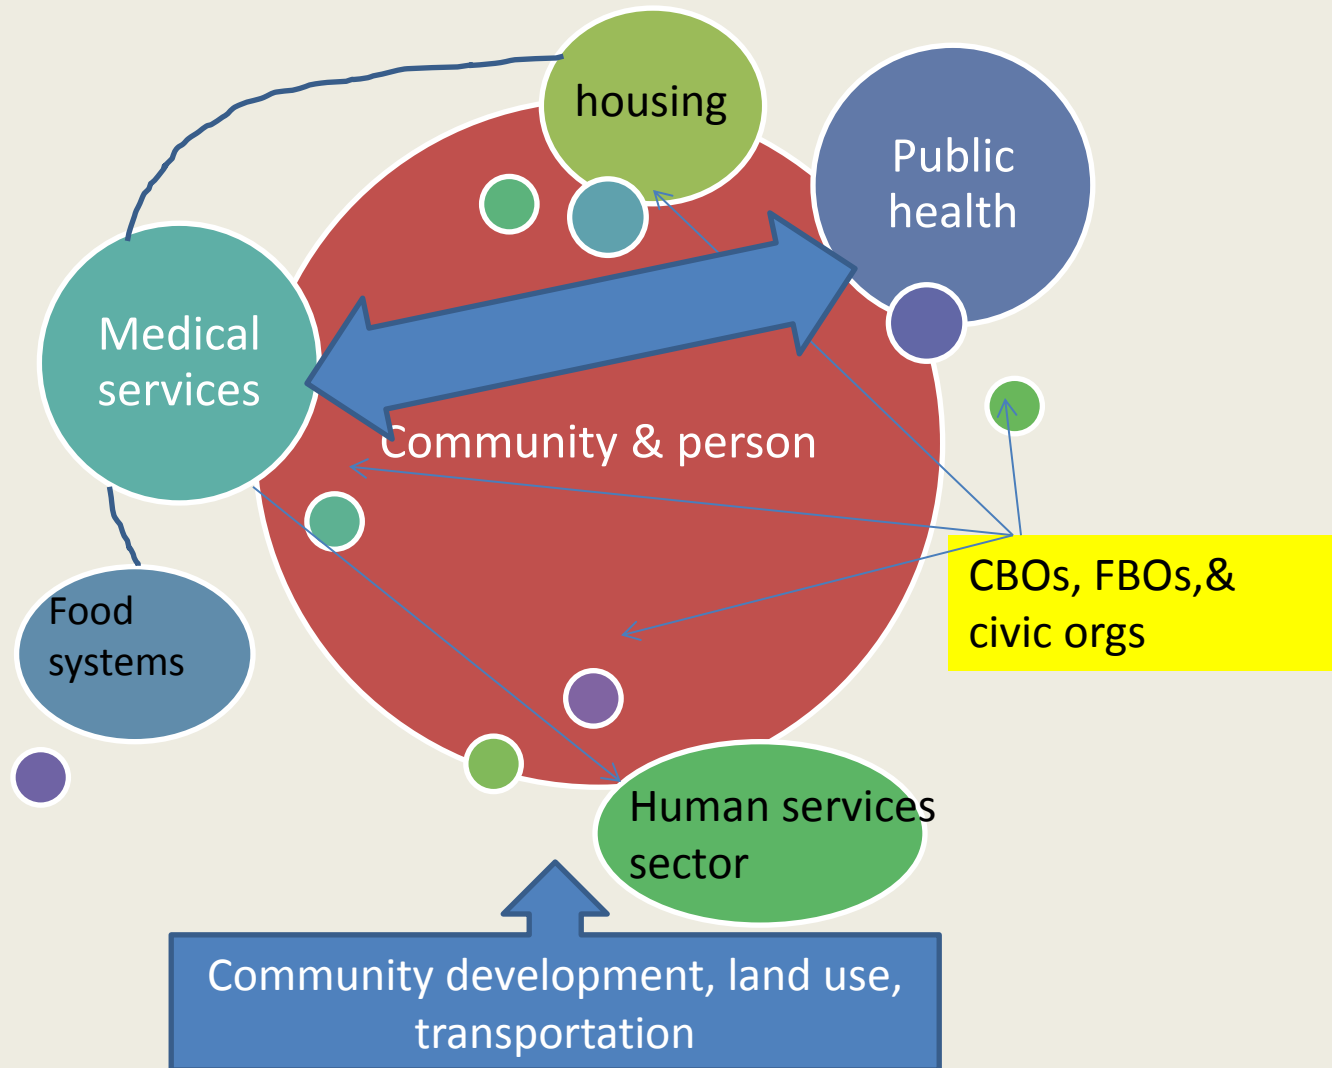 housing
Public
health
Medical
services
Community & person
CBOs, FBOs,&
civic orgs
Food
systems
Human services
sector
Community development, land use,
transportation